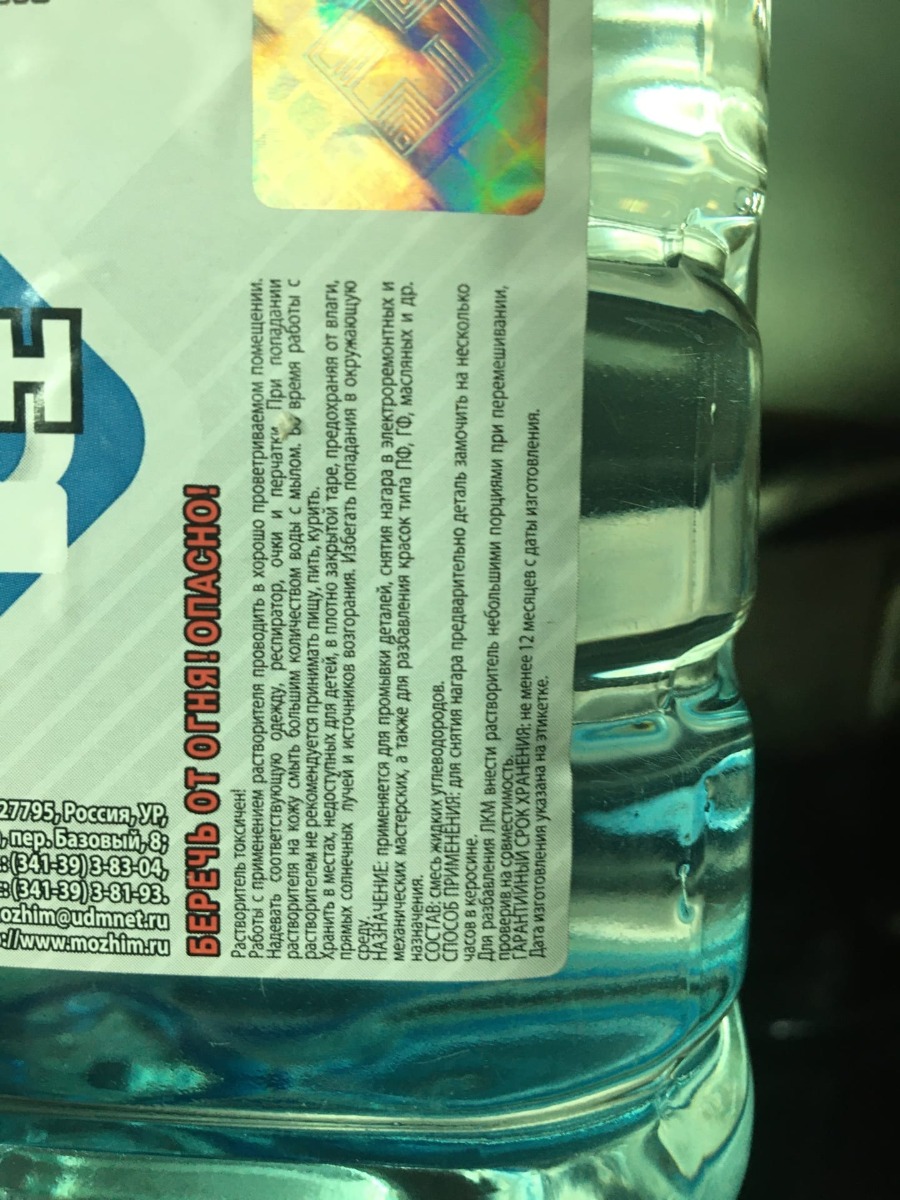 27795, Россия, УР,
пер. Базовый, 8;
(341-39) 3-83-04,
(341-39) 3-81-93.
ozhim@udmnet.ru
://www.mozhim.ru
БЕРЕЧЬ ОТ ОГНЯ! ОПАСНО!
Растворитель токсичен!
Работы с применением растворителя проводить в хорошо проветриваемом помещении.
Надевать соответствующую одежду, респиратор, очки и перчатки. При попадании
растворителя на кожу смыть большим количеством воды с мылом. Во время работы с
растворителем не рекомендуется принимать пищу, пить, курить.
Хранить в местах, недоступных для детей, в плотно закрытой таре, предохраняя от влаги,
прямых солнечных лучей и источников возгорания. Избегать попадания в окружающую
среду.
НАЗНАЧЕНИЕ: применяется для промывки деталей, снятия нагара в электроремонтных и
механических мастерских, а также для разбавления красок типа ПФ, ГФ, масляных и др.
назначения.
СОСТАВ: смесь жидких углеводородов.
СПОСОБ ПРИМЕНЕНИЯ: для снятия нагара предварительно деталь замочить на несколько
часов в керосине.
Для разбавления ЛКМ внести растворитель небольшими порциями при перемешивании,
проверив на совместимость.
ГАРАНТИЙНЫЙ СРОК ХРАНЕНИЯ: не менее 12 месяцев с даты изготовления.
Дата изготовления указана на этикетке.